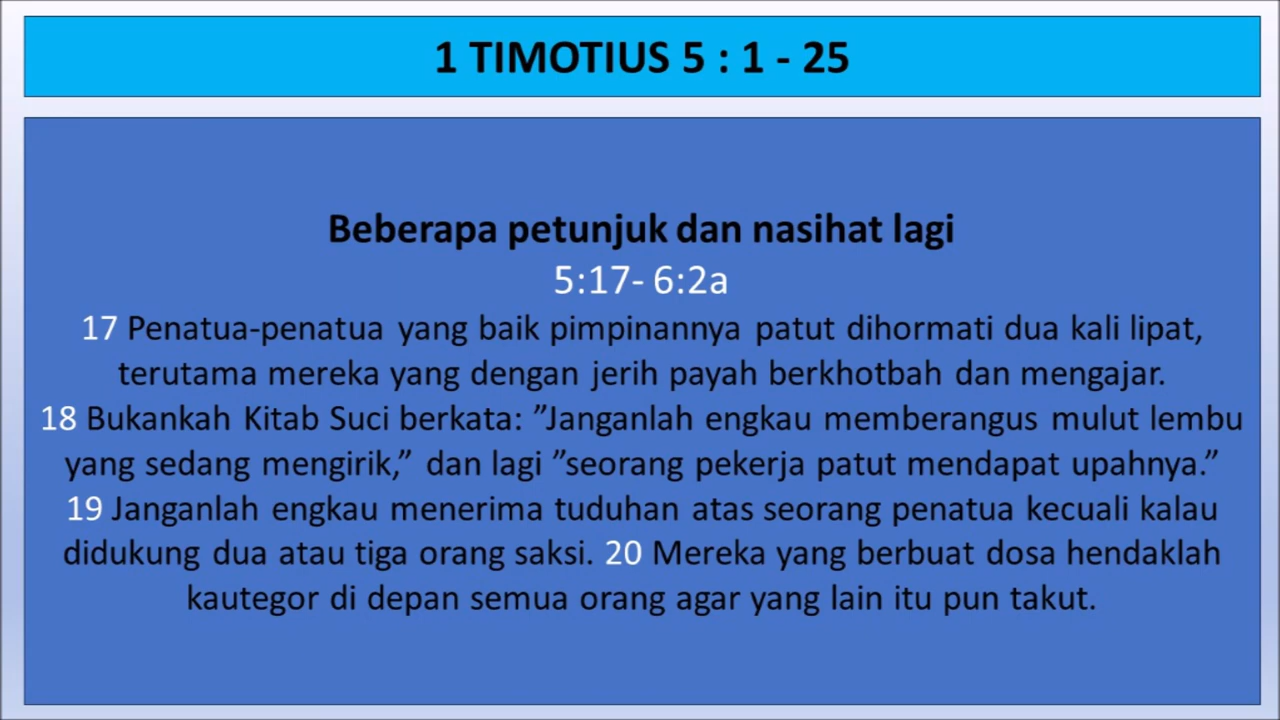 1 TIMOTIUS 5 : 1 - 25
Beberapa petunjuk dan nasihat lagi
5:17- 6:2a
17 Penatua-penatua yang baik pimpinannya patut dihormati dua kali lipat,
terutama mereka yang dengan jerih payah berkhotbah dan mengajar.
18 Bukankah Kitab Suci berkata: ”Janganlah engkau memberangus mulut lembu
yang sedang mengirik,” dan lagi ”seorang pekerja patut mendapat upahnya.”
19 Janganlah engkau menerima tuduhan atas seorang penatua kecuali kalau
didukung dua atau tiga orang saksi. 20 Mereka yang berbuat dosa hendaklah
kautegor di depan semua orang agar yang lain itu pun takut.